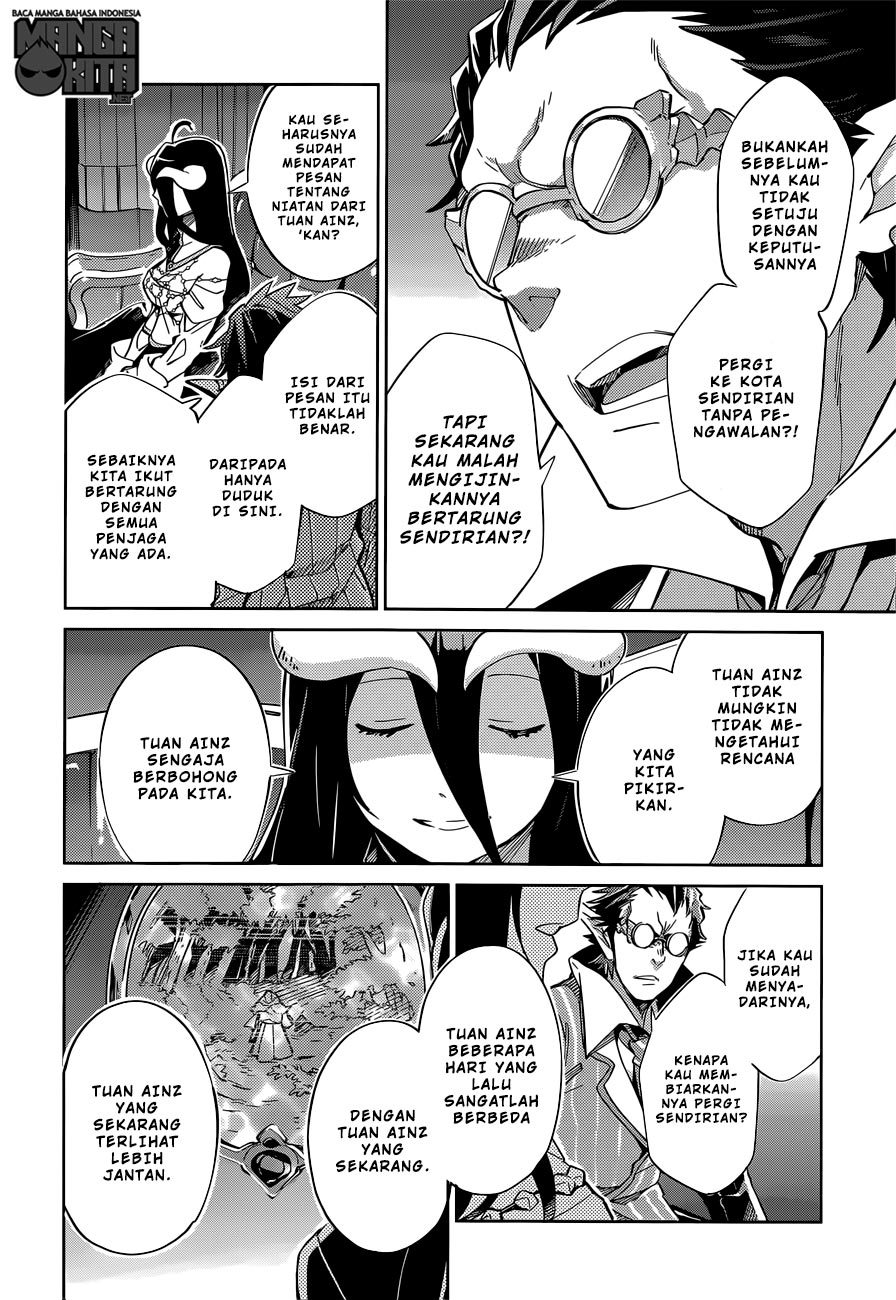 BACA MANGA BAHASA INDONESIA
MANGA
KITA
BUKANKAH
SEBELUM-
NYA KAU
TIDAK
SETUJU
DENGAN
KEPUTU-
SANNYA
PERGI
KE KOTA
SENDIRIAN
TANPA PE-
NGAWALAN?!
TAPI
SEKARANG
KAU MALAH
MENGIJIN-
KANNYA
BERTARUNG
SENDIRIAN?!
KAU SE-
HARUSNYA
SUDAH
MENDAPAT
PESAN
TENTANG
NIATAN DARI
TUAN AINZ,
'KAN?
ISI DARI
PESAN ITU
TIDAKLAH
BENAR.
DARIPADA
HANYA
DUDUK
DI SINI.
SEBAIKNYA
KITA IKUT
BERTARUNG
DENGAN
SEMUA
PENJAGA
YANG ADA.
TUAN AINZ
TIDAK
MUNGKIN
TIDAK ME-
NGETAHUI
RENCANA
YANG
KITA
PIKIR-
KAN.
TUAN AINZ
SENGAJA
BERBOHONG
PADA KITA.
JIKA KAU
SUDAH
MENYA-
DARINYA,
KENAPA
KAU MEM-
BIARKAN-
NYA PERGI
SENDIRIAN?
TUAN AINZ
BEBERAPA
HARI YANG
LALU
SANGATLAH
BERBEDA
DENGAN
TUAN AINZ
YANG
SEKARANG.
TUAN AINZ
YANG
SEKARANG
TERLIHAT
LEBIH
JANTAN.